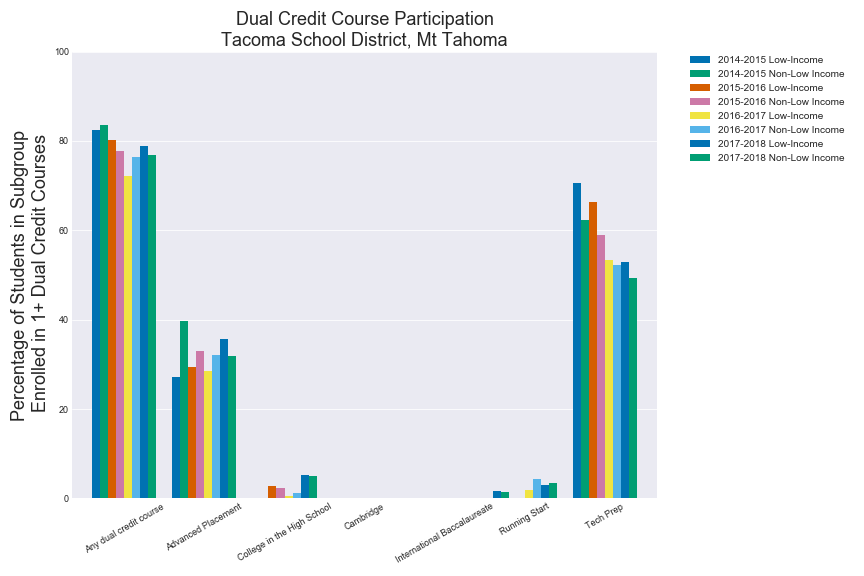 Dual Credit Course Participation
Tacoma School District, Mt Tahoma
Percentage of Students in Subgroup
Enrolled in 1+ Dual Credit Courses
100
80
60
40
20
0
Any dual credit course
Advanced Placement
College in the High School
Cambridge
International Baccalaureate
Running Start
Tech Prep
2014-2015 Low-Income
2014-2015 Non-Low Income
2015-2016 Low-Income
2015-2016 Non-Low Income
2016-2017 Low-Income
2016-2017 Non-Low Income
2017-2018 Low-Income
2017-2018 Non-Low Income